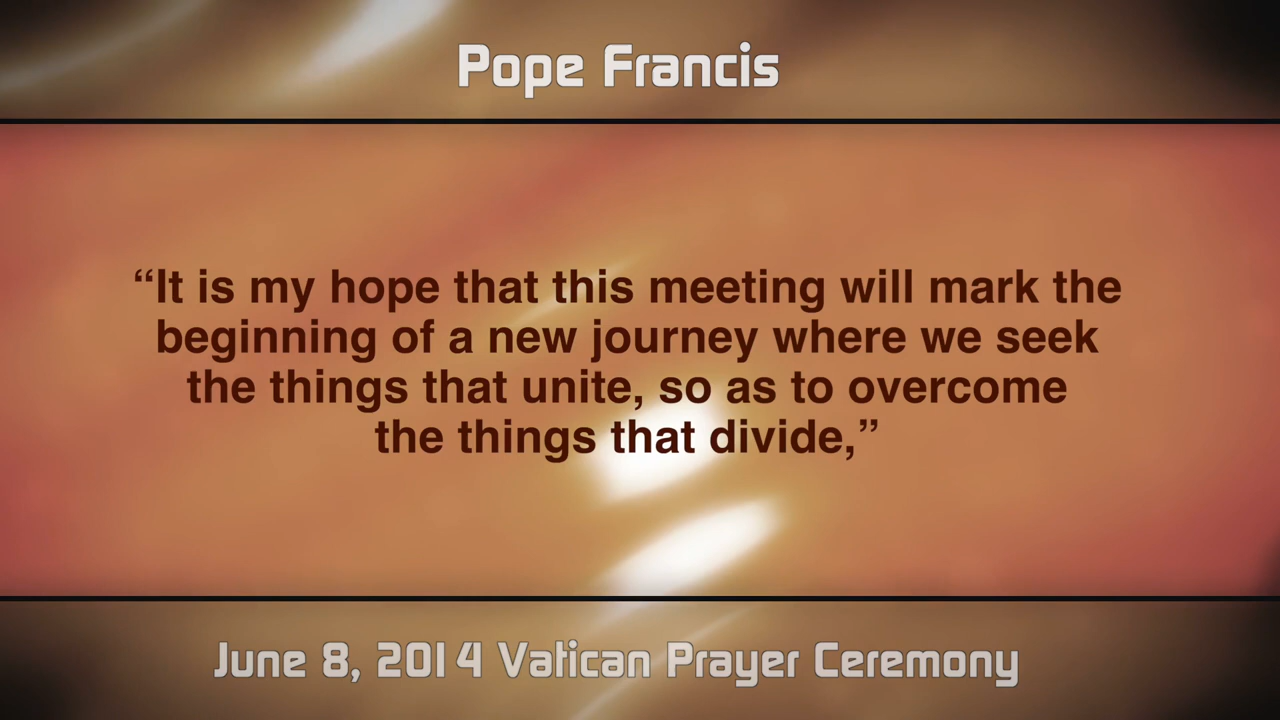 Pope Francis
“It is my hope that this meeting will mark the
beginning of a new journey where we seek
the things that unite, so as to overcome
the things that divide,”
June 8, 2014 Vatican Prayer Ceremony